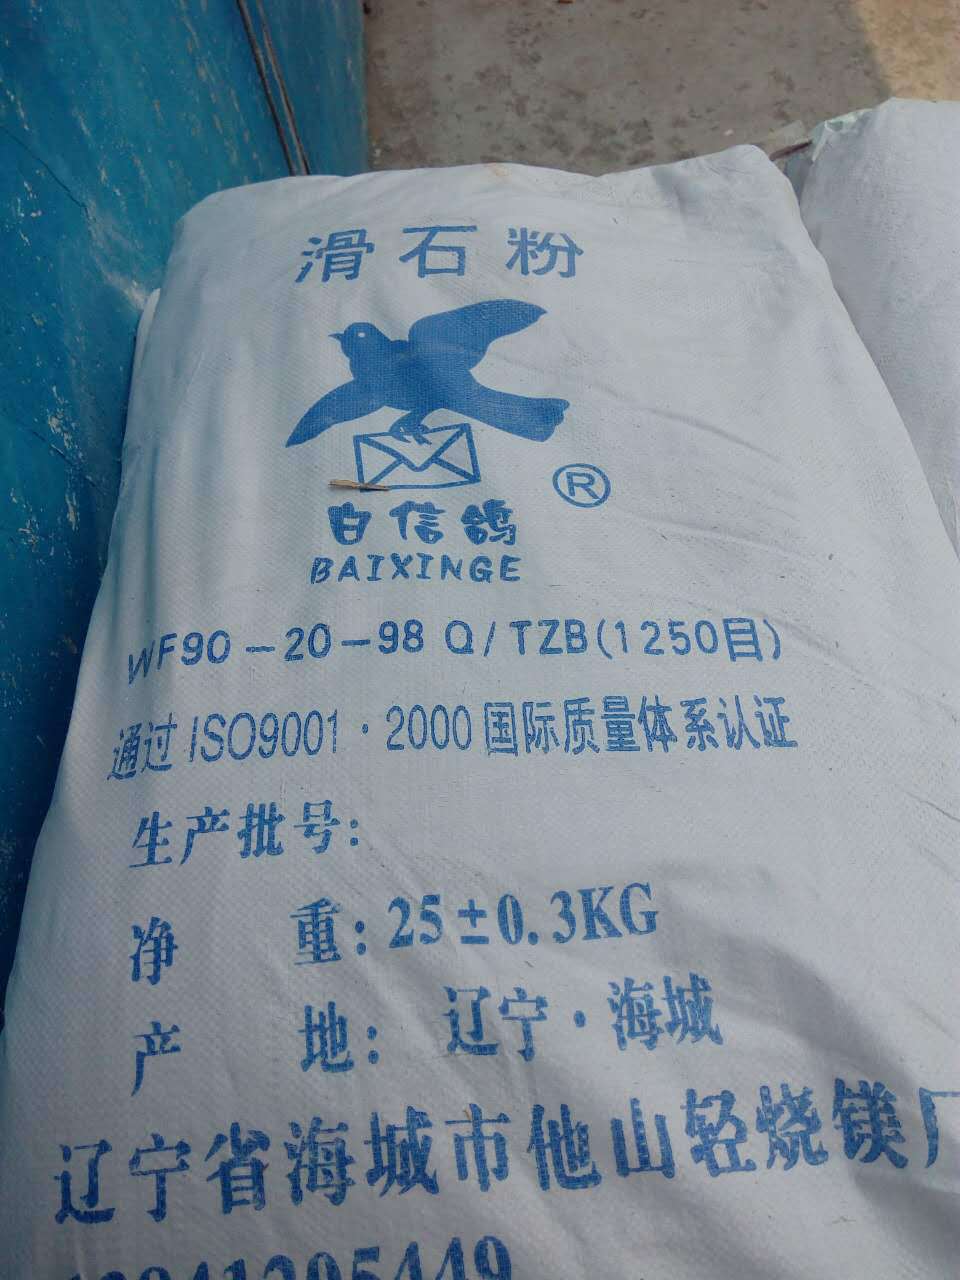 滑石粉
®
白信鸽
BAIXINGE
WF90-20-98 Q/TZB(1250目)
通过ISO9001·2000国际质量体系认证
生产批号:
净 重:25±0.3KG
产 地: 辽宁·海城
辽宁省海城市他山轻烧镁厂